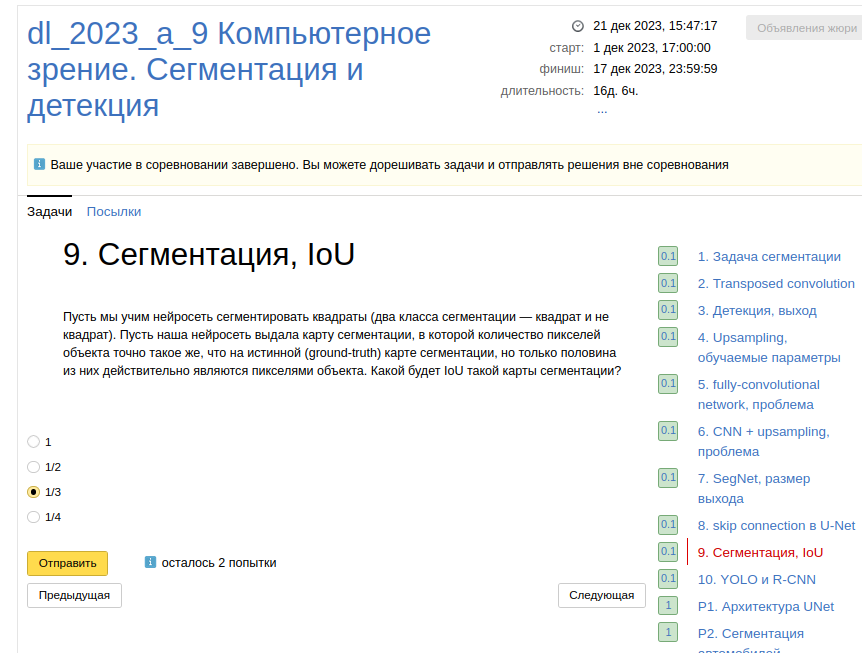 dl_2023_a_9 Компьютерное
зрение. Сегментация и
детекция
21 дек 2023, 15:47:17
старт: 1 дек 2023, 17:00:00
финиш: 17 дек 2023, 23:59:59
длительность: 16д. 6ч.
...
Объявления жюри
Ваше участие в соревновании завершено. Вы можете дорешивать задачи и отправлять решения вне соревнования
Задачи Посылки
9. Сегментация, IoU
Пусть мы учим нейросеть сегментировать квадраты (два класса сегментации — квадрат и не
квадрат). Пусть наша нейросеть выдала карту сегментации, в которой количество пикселей
объекта точно такое же, что на истинной (ground-truth) карте сегментации, но только половина
из них действительно являются пикселями объекта. Какой будет IoU такой карты сегментации?
1
1/2
1/3
1/4
Отправить
осталось 2 попытки
Предыдущая
Следующая
0.1 1. Задача сегментации
0.1 2. Transposed convolution
0.1 3. Детекция, выход
0.1 4. Upsampling,
обучаемые параметры
0.1 5. fully-convolutional
network, проблема
0.1 6. CNN + upsampling,
проблема
0.1 7. SegNet, размер
выхода
0.1 8. skip connection в U-Net
0.1 9. Сегментация, IoU
0.1 10. YOLO и R-CNN
1 P1. Архитектура UNet
1 P2. Сегментация
автомобилей